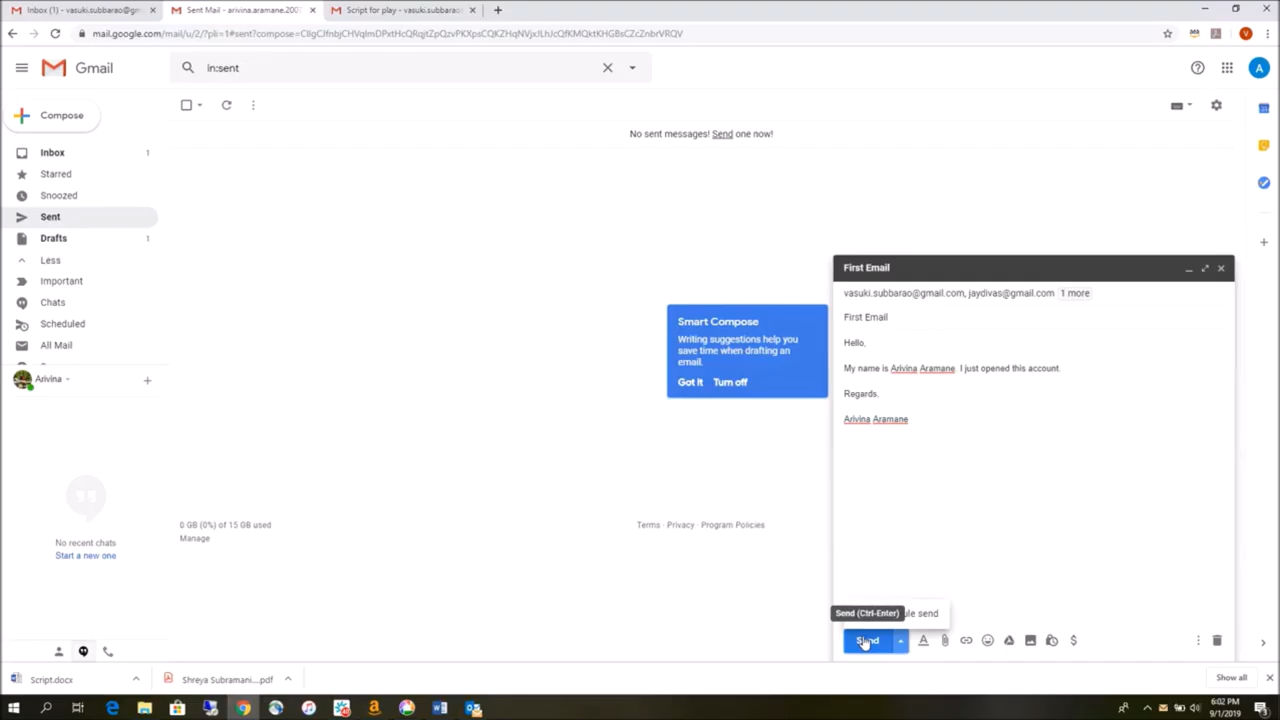 Inbox (1) - vasuki.subbarao@gm
Sent Mail - arivina.aramane.200
Script for play - vasuki.subbarao
mail.google.com/mail/u/2/?pli=1#sent?compose=
V
Gmail
in:sent
A
Compose
No sent messages! Send one now!
Inbox 1
Starred
Snoozed
Sent
Drafts 1
Less
Important
Chats
Scheduled
All Mail
Arivina
First Email
vasuki.subbarao@gmail.com, jaydivas@gmail.com 1 more
First Email
Hello,
My name is Arivina Aramane. I just opened this account.
Regards,
Arivina Aramane
Smart Compose
Writing suggestions help you
save time when drafting an
email.
Got it Turn off
No recent chats
Start a new one
0 GB (0%) of 15 GB used
Manage
Terms · Privacy · Program Policies
Send (Ctrl-Enter)
ule send
Send
Script.docx
Shreya Subramani....pdf
Show all
6:02 PM
9/1/2019